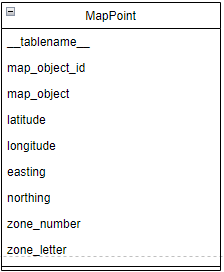 MapPoint
__tablename__
map_object_id
map_object
latitude
longitude
easting
northing
zone_number
zone_letter